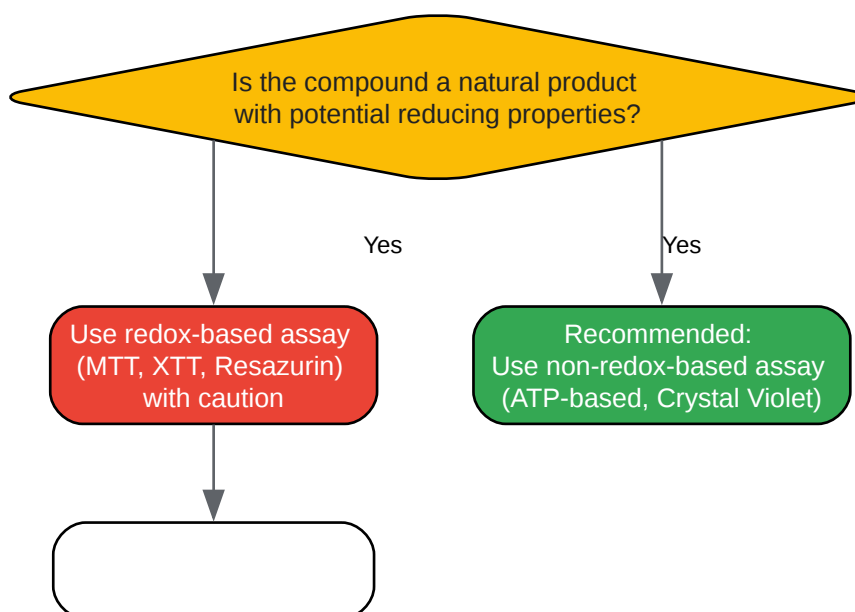 Is the compound a natural product
with potential reducing properties?
Yes
Yes
Use redox-based assay
(MTT, XTT, Resazurin)
with caution
Recommended:
Use non-redox-based assay
(ATP-based, Crystal Violet)